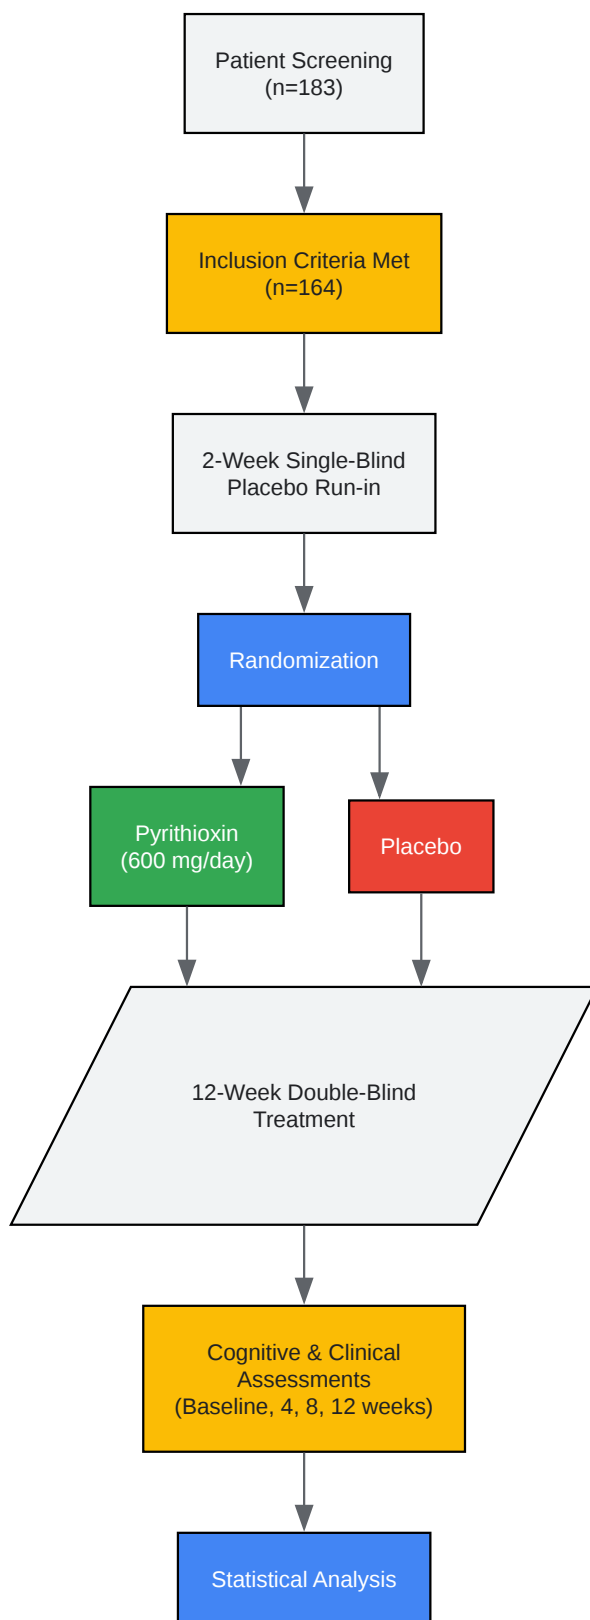 Patient Screening
(n=183)
Inclusion Criteria Met
(n=164)
2-Week Single-Blind
Placebo Run-in
Randomization
Pyrithioxin
(600 mg/day)
Placebo
12-Week Double-Blind
Treatment
Cognitive & Clinical
Assessments
(Baseline, 4, 8, 12 weeks)
Statistical Analysis